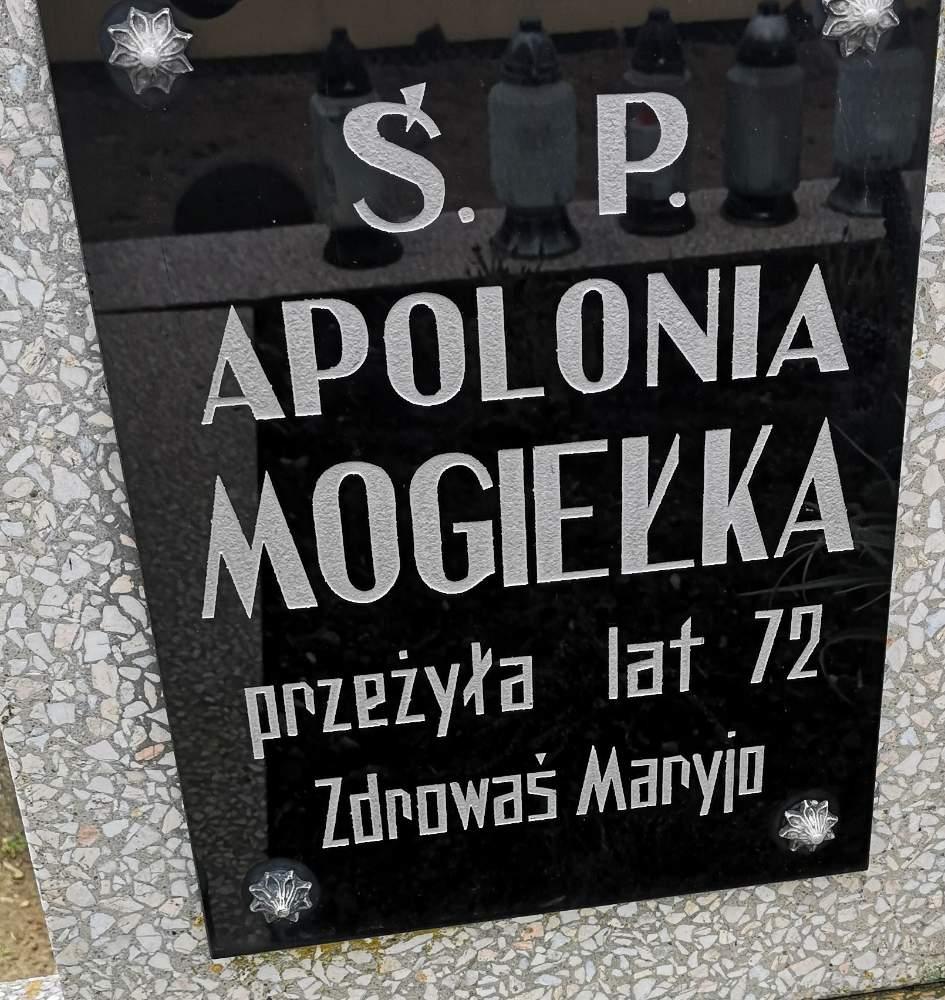 Ś. P.
APOLONIA
MOGIEŁKA
przeżyła lat 72
Zdrowaś Maryjo